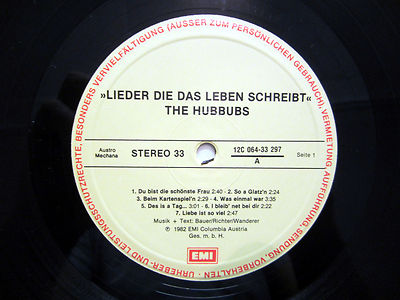 »LIEDER DIE DAS LEBEN SCHREIBT«
THE HUBBUBS
Austro
Mechana
STEREO 33
12C 064-33 297
A
Seite 1
1. Du bist die schönste Frau 2:40 - 2. So a Glatz'n 2:24
3. Beim Kartenspiel'n 2:29 - 4. Was einmal war 3:35
5. Des is a Tag... 3:01 - 6. I bleib' net bei dir 2:22
7. Liebe ist so viel 2:47
Musik + Text: Bauer/Richter/Wanderer
℗ 1982 EMI Columbia Austria
Ges. m. b. H.
EMI
URHEBER- UND LEISTUNGSSCHUTZRECHTE, BESONDERS VERVIELFÄLTIGUNG (AUSSER ZUM PERSÖNLICHEN GEBRAUCH), VERMIETUNG, AUFFÜHRUNG, SENDUNG, VORBEHALTEN